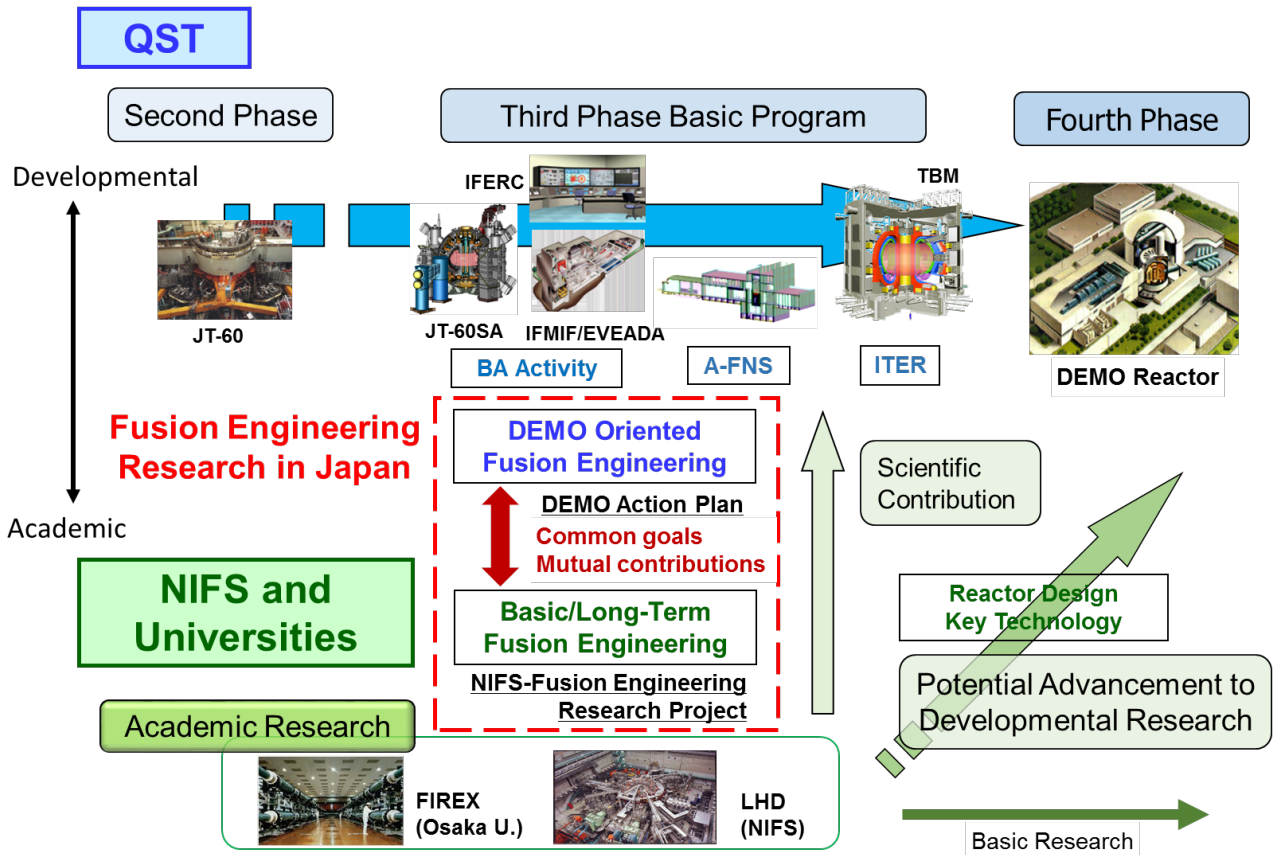 QST
Second Phase
Third Phase Basic Program
Fourth Phase
Developmental
IFERC
TBM
JT-60
JT-60SA
IFMIF/EVEADA
BA Activity
A-FNS
ITER
DEMO Reactor
Fusion Engineering
Research in Japan
DEMO Oriented
Fusion Engineering
DEMO Action Plan
Common goals
Mutual contributions
Scientific
Contribution
Academic
NIFS and
Universities
Basic/Long-Term
Fusion Engineering
NIFS-Fusion Engineering
Research Project
Reactor Design
Key Technology
Potential Advancement to
Developmental Research
Academic Research
FIREX
(Osaka U.)
LHD
(NIFS)
Basic Research